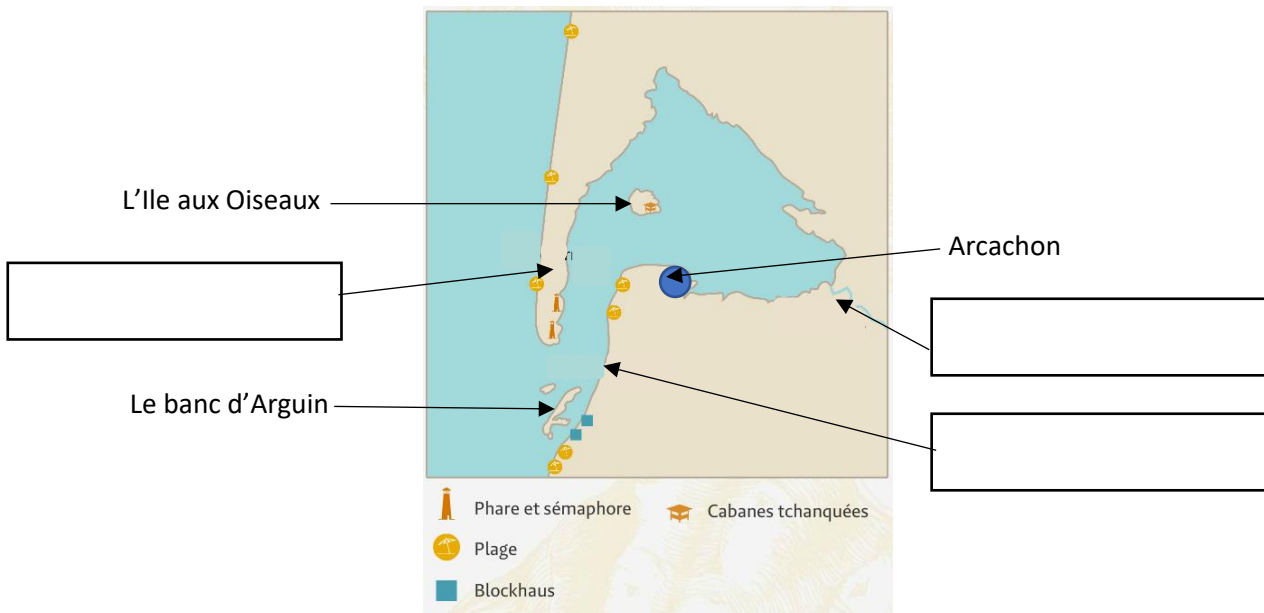 L'Ile aux Oiseaux
Arcachon
Le banc d'Arguin
Phare et sémaphore
Cabanes tchanquées
Plage
Blockhaus